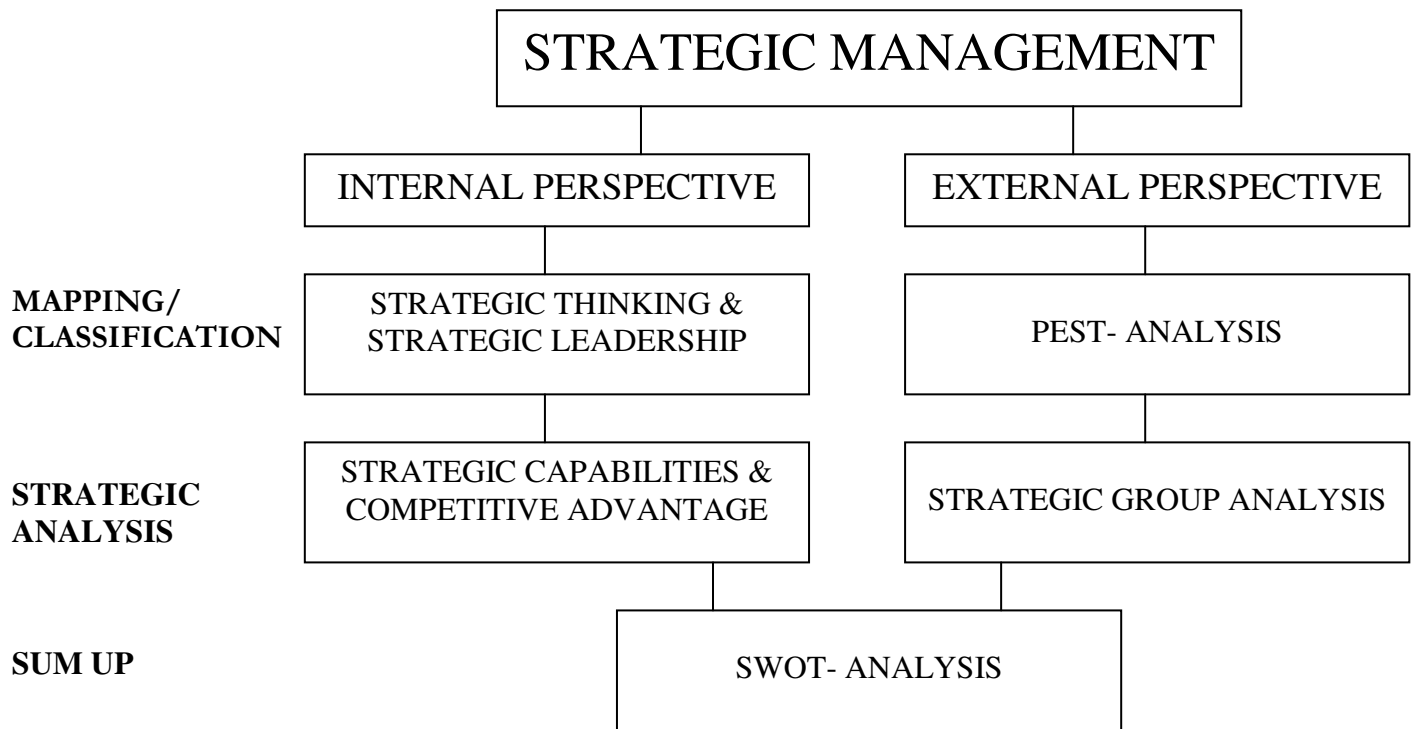 STRATEGIC MANAGEMENT
INTERNAL PERSPECTIVE
EXTERNAL PERSPECTIVE
MAPPING/
CLASSIFICATION
STRATEGIC THINKING &
STRATEGIC LEADERSHIP
PEST- ANALYSIS
STRATEGIC
ANALYSIS
STRATEGIC CAPABILITIES &
COMPETITIVE ADVANTAGE
STRATEGIC GROUP ANALYSIS
SUM UP
SWOT- ANALYSIS